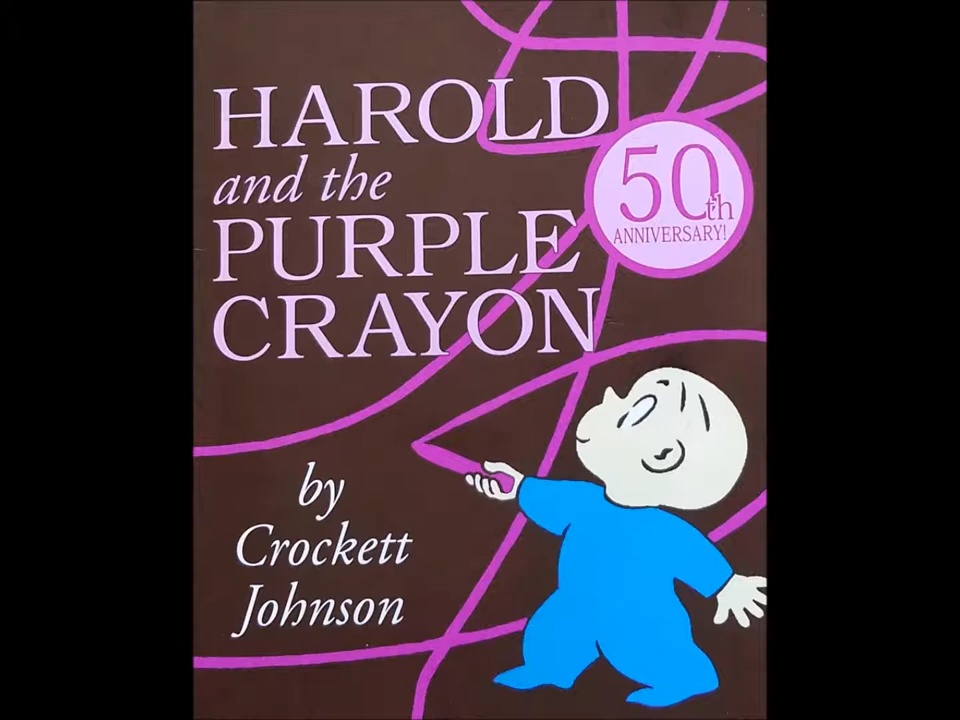 HAROLD
and the
PURPLE
CRAYON
50th
ANNIVERSARY!
by
Crockett
Johnson